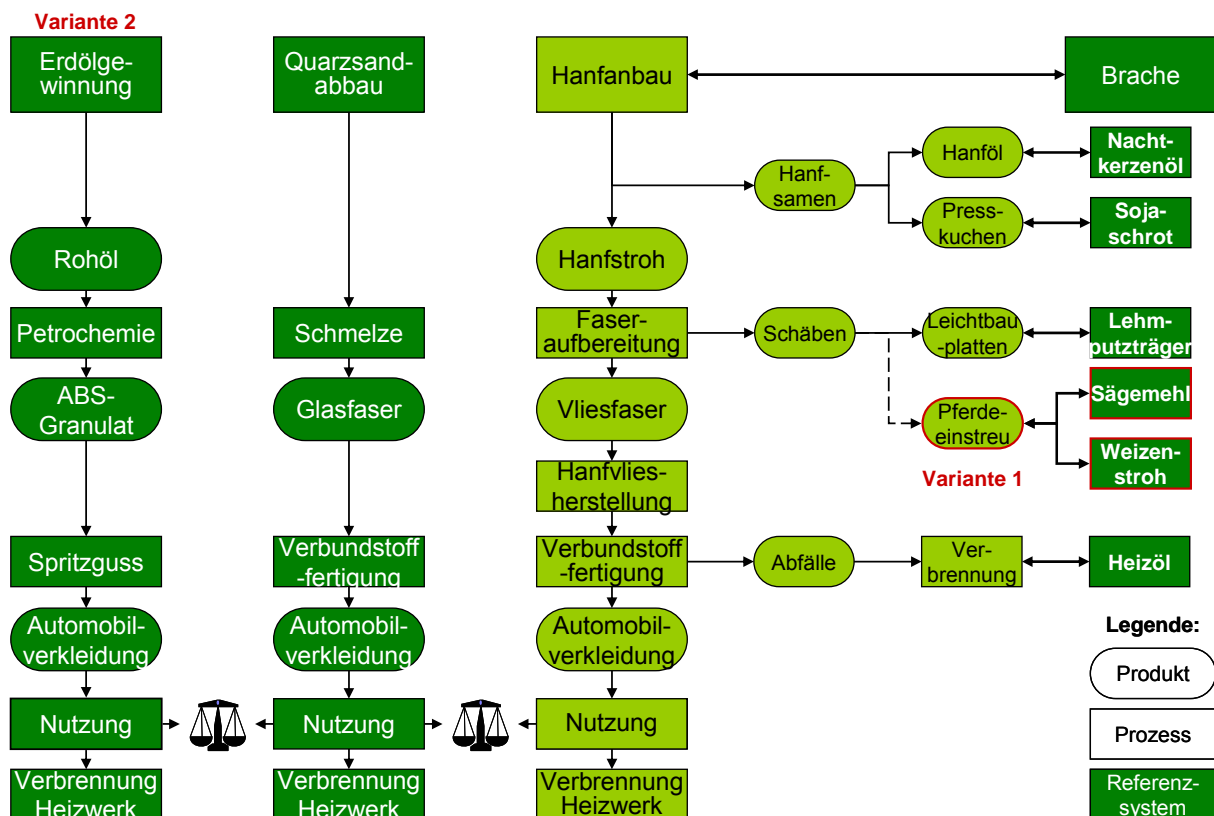 Variante 2
Erdölge-
winnung
Quarzsand-
abbau
Hanfanbau
Brache
Hanf-
samen
Hanföl
Nacht-
kerzenöl
Press-
kuchen
Soja-
schrot
Rohöl
Hanfstroh
Petrochemie
Schmelze
Faser-
aufbereitung
Schäben
Leichtbau
-platten
Lehm-
putzträger
ABS-
Granulat
Glasfaser
Vliesfaser
Pferde-
einstreu
Sägemehl
Weizen-
stroh
Variante 1
Hanfvlies-
herstellung
Spritzguss
Verbundstoff
-fertigung
Verbundstoff
-fertigung
Abfälle
Ver-
brennung
Heizöl
Automobil-
verkleidung
Automobil-
verkleidung
Automobil-
verkleidung
Nutzung
Nutzung
Nutzung
Verbrennung
Heizwerk
Verbrennung
Heizwerk
Verbrennung
Heizwerk
Legende:
Produkt
Prozess
Referenz-
system